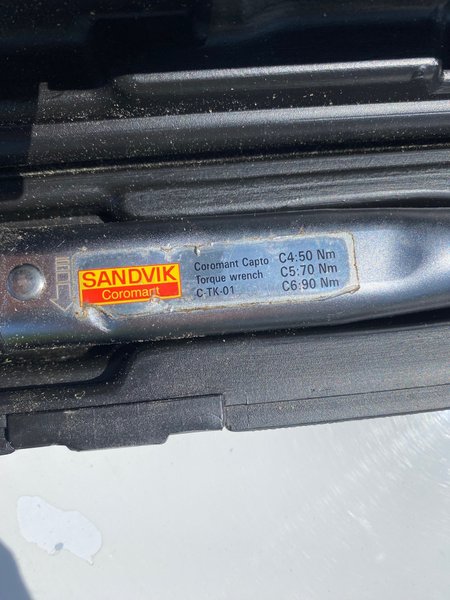 SANDVIK
Coromant
Coromant Capto
Torque wrench
C-TK-01
C4:50 Nm
C5:70 Nm
C6:90 Nm